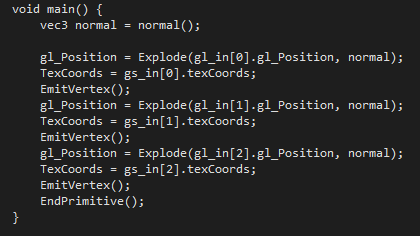 void main() {
    vec3 normal = normal();

    gl_Position = Explode(gl_in[0].gl_Position, normal);
    TexCoords = gs_in[0].texCoords;
    EmitVertex();
    gl_Position = Explode(gl_in[1].gl_Position, normal);
    TexCoords = gs_in[1].texCoords;
    EmitVertex();
    gl_Position = Explode(gl_in[2].gl_Position, normal);
    TexCoords = gs_in[2].texCoords;
    EmitVertex();
    EndPrimitive();
}